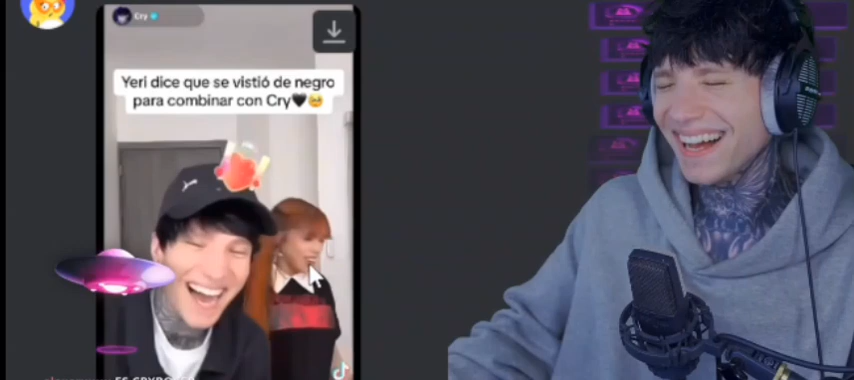 Cry
Yeri dice que se vistió de negro
para combinar con Cry🖤🥹